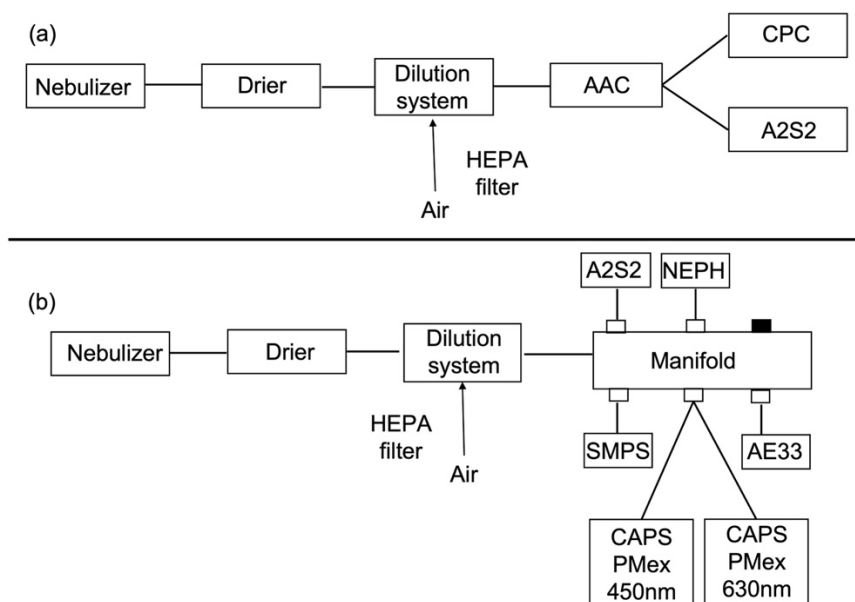 (a)
Nebulizer
Drier
Dilution
system
AAC
CPC
A2S2
HEPA
filter
Air
(b)
Nebulizer
Drier
Dilution
system
HEPA
filter
Air
A2S2
NEPH
Manifold
SMPS
AE33
CAPS
PMex
450nm
CAPS
PMex
630nm